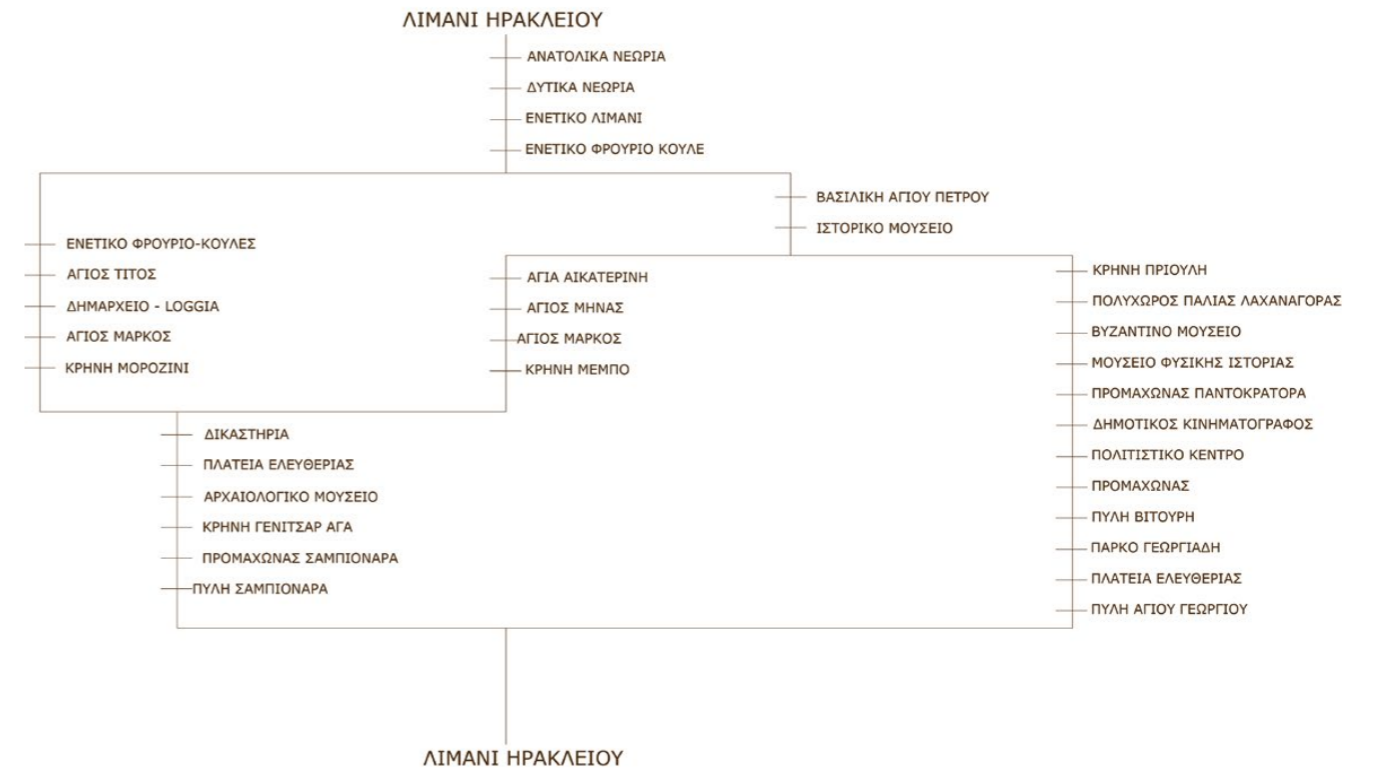 ΛΙΜΑΝΙ ΗΡΑΚΛΕΙΟΥ
ΑΝΑΤΟΛΙΚΑ ΝΕΩΡΙΑ
ΔΥΤΙΚΑ ΝΕΩΡΙΑ
ΕΝΕΤΙΚΟ ΛΙΜΑΝΙ
ΕΝΕΤΙΚΟ ΦΡΟΥΡΙΟ ΚΟΥΛΕ
ΕΝΕΤΙΚΟ ΦΡΟΥΡΙΟ-ΚΟΥΛΕΣ
ΑΓΙΟΣ ΤΙΤΟΣ
ΔΗΜΑΡΧΕΙΟ - LOGGIA
ΑΓΙΟΣ ΜΑΡΚΟΣ
ΚΡΗΝΗ ΜΟΡΟΖΙΝΙ
ΒΑΣΙΛΙΚΗ ΑΓΙΟΥ ΠΕΤΡΟΥ
ΙΣΤΟΡΙΚΟ ΜΟΥΣΕΙΟ
ΑΓΙΑ ΑΙΚΑΤΕΡΙΝΗ
ΑΓΙΟΣ ΜΗΝΑΣ
ΑΓΙΟΣ ΜΑΡΚΟΣ
ΚΡΗΝΗ ΜΕΜΠΟ
ΚΡΗΝΗ ΠΡΙΟΥΛΗ
ΠΟΛΥΧΩΡΟΣ ΠΑΛΙΑΣ ΛΑΧΑΝΑΓΟΡΑΣ
ΒΥΖΑΝΤΙΝΟ ΜΟΥΣΕΙΟ
ΜΟΥΣΕΙΟ ΦΥΣΙΚΗΣ ΙΣΤΟΡΙΑΣ
ΠΡΟΜΑΧΩΝΑΣ ΠΑΝΤΟΚΡΑΤΟΡΑ
ΔΗΜΟΤΙΚΟΣ ΚΙΝΗΜΑΤΟΓΡΑΦΟΣ
ΠΟΛΙΤΙΣΤΙΚΟ ΚΕΝΤΡΟ
ΠΡΟΜΑΧΩΝΑΣ
ΠΥΛΗ ΒΙΤΟΥΡΗ
ΠΑΡΚΟ ΓΕΩΡΓΙΑΔΗ
ΠΛΑΤΕΙΑ ΕΛΕΥΘΕΡΙΑΣ
ΠΥΛΗ ΑΓΙΟΥ ΓΕΩΡΓΙΟΥ
ΔΙΚΑΣΤΗΡΙΑ
ΠΛΑΤΕΙΑ ΕΛΕΥΘΕΡΙΑΣ
ΑΡΧΑΙΟΛΟΓΙΚΟ ΜΟΥΣΕΙΟ
ΚΡΗΝΗ ΓΕΝΙΤΣΑΡ ΑΓΑ
ΠΡΟΜΑΧΩΝΑΣ ΣΑΜΠΙΟΝΑΡΑ
ΠΥΛΗ ΣΑΜΠΙΟΝΑΡΑ
ΛΙΜΑΝΙ ΗΡΑΚΛΕΙΟΥ